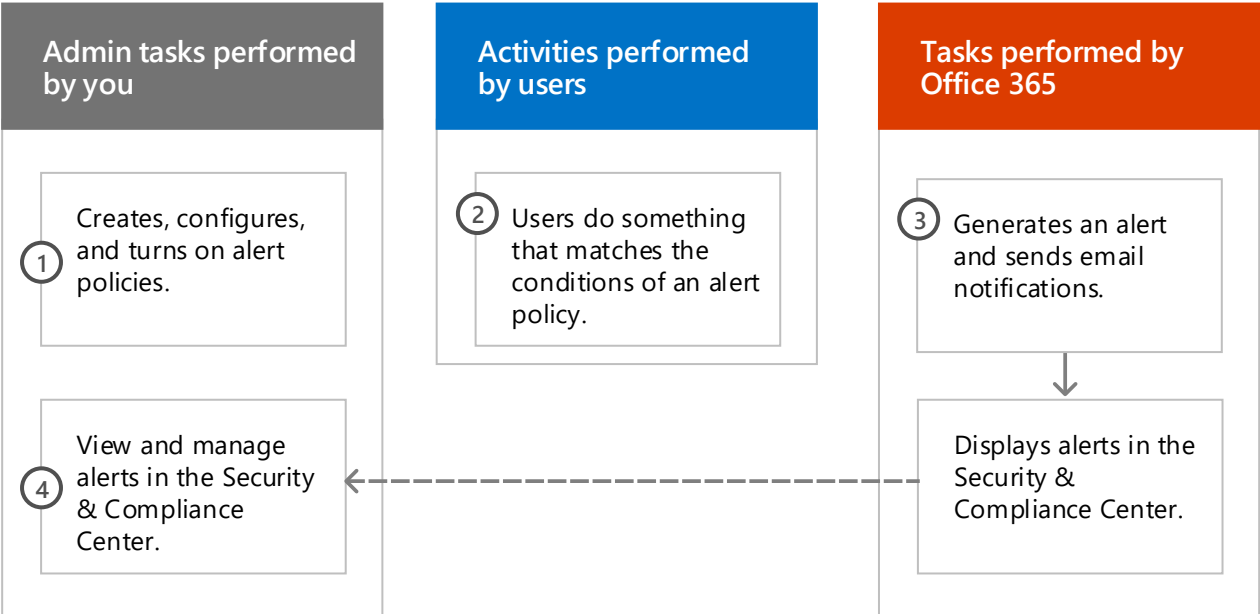 Admin tasks performed
by you
1
Creates, configures,
and turns on alert
policies.
4
View and manage
alerts in the Security
& Compliance
Center.
Activities performed
by users
2
Users do something
that matches the
conditions of an alert
policy.
Tasks performed by
Office 365
3
Generates an alert
and sends email
notifications.
Displays alerts in the
Security &
Compliance Center.